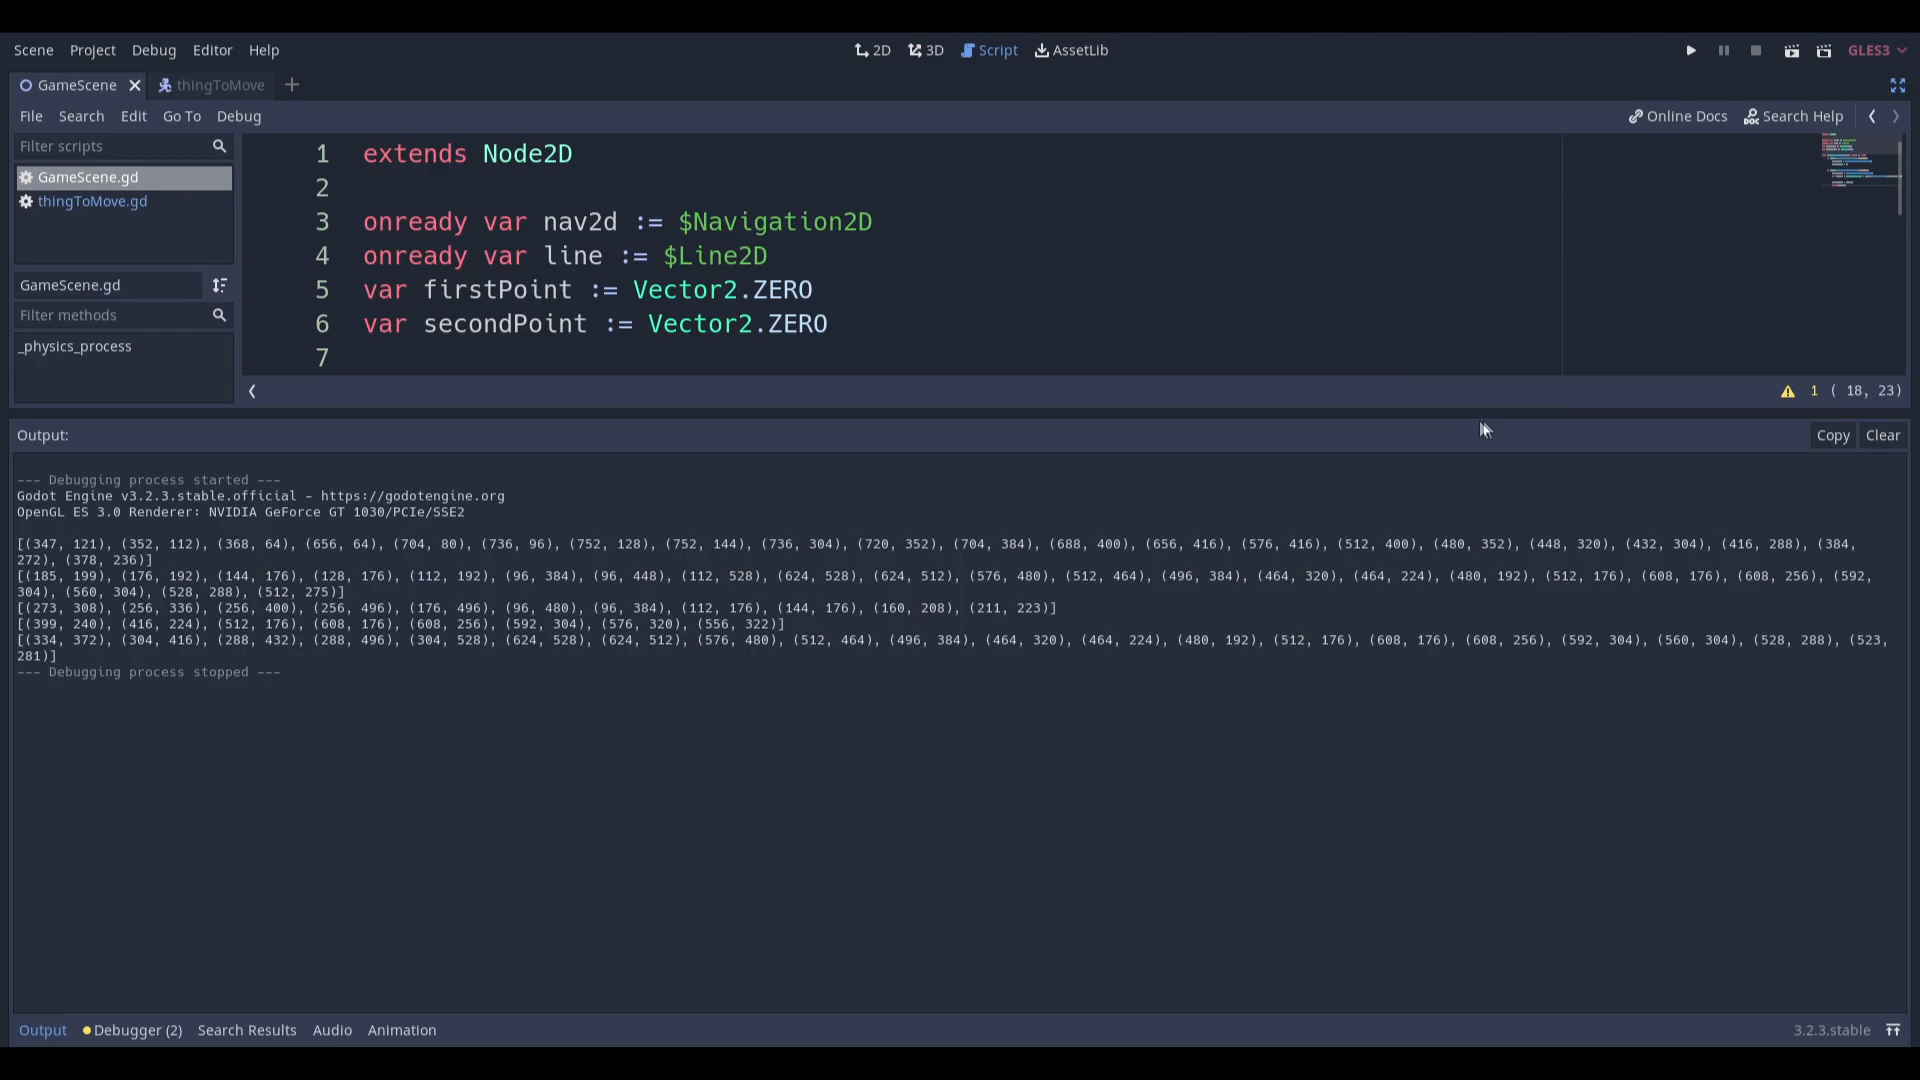 Scene Project Debug Editor Help 2D 3D Script AssetLib GLES3
GameScene thingToMove
File Search Edit Go To Debug Online Docs Search Help
Filter scripts
GameScene.gd
thingToMove.gd
GameScene.gd
Filter methods
_physics_process
1 extends Node2D
2
3 onready var nav2d := $Navigation2D
4 onready var line := $Line2D
5 var firstPoint := Vector2.ZERO
6 var secondPoint := Vector2.ZERO
7
1 ( 18, 23)
Output: Copy Clear
--- Debugging process started ---
Godot Engine v3.2.3.stable.official - https://godotengine.org
OpenGL ES 3.0 Renderer: NVIDIA GeForce GT 1030/PCIe/SSE2
[(347, 121), (352, 112), (368, 64), (656, 64), (704, 80), (736, 96), (752, 128), (752, 144), (736, 304), (720, 352), (704, 384), (688, 400), (656, 416), (576, 416), (512, 400), (480, 352), (448, 320), (432, 304), (416, 288), (384,
272), (378, 236)]
[(185, 199), (176, 192), (144, 176), (128, 176), (112, 192), (96, 384), (96, 448), (112, 528), (624, 528), (624, 512), (576, 480), (512, 464), (496, 384), (464, 320), (464, 224), (480, 192), (512, 176), (608, 176), (608, 256), (592,
304), (560, 304), (528, 288), (512, 275)]
[(273, 308), (256, 336), (256, 400), (256, 496), (176, 496), (96, 480), (96, 384), (112, 176), (144, 176), (160, 208), (211, 223)]
[(399, 240), (416, 224), (512, 176), (608, 176), (608, 256), (592, 304), (576, 320), (556, 322)]
[(334, 372), (304, 416), (288, 432), (288, 496), (304, 528), (624, 528), (624, 512), (576, 480), (512, 464), (496, 384), (464, 320), (464, 224), (480, 192), (512, 176), (608, 176), (608, 256), (592, 304), (560, 304), (528, 288), (523,
281)]
--- Debugging process stopped ---
Output Debugger (2) Search Results Audio Animation 3.2.3.stable